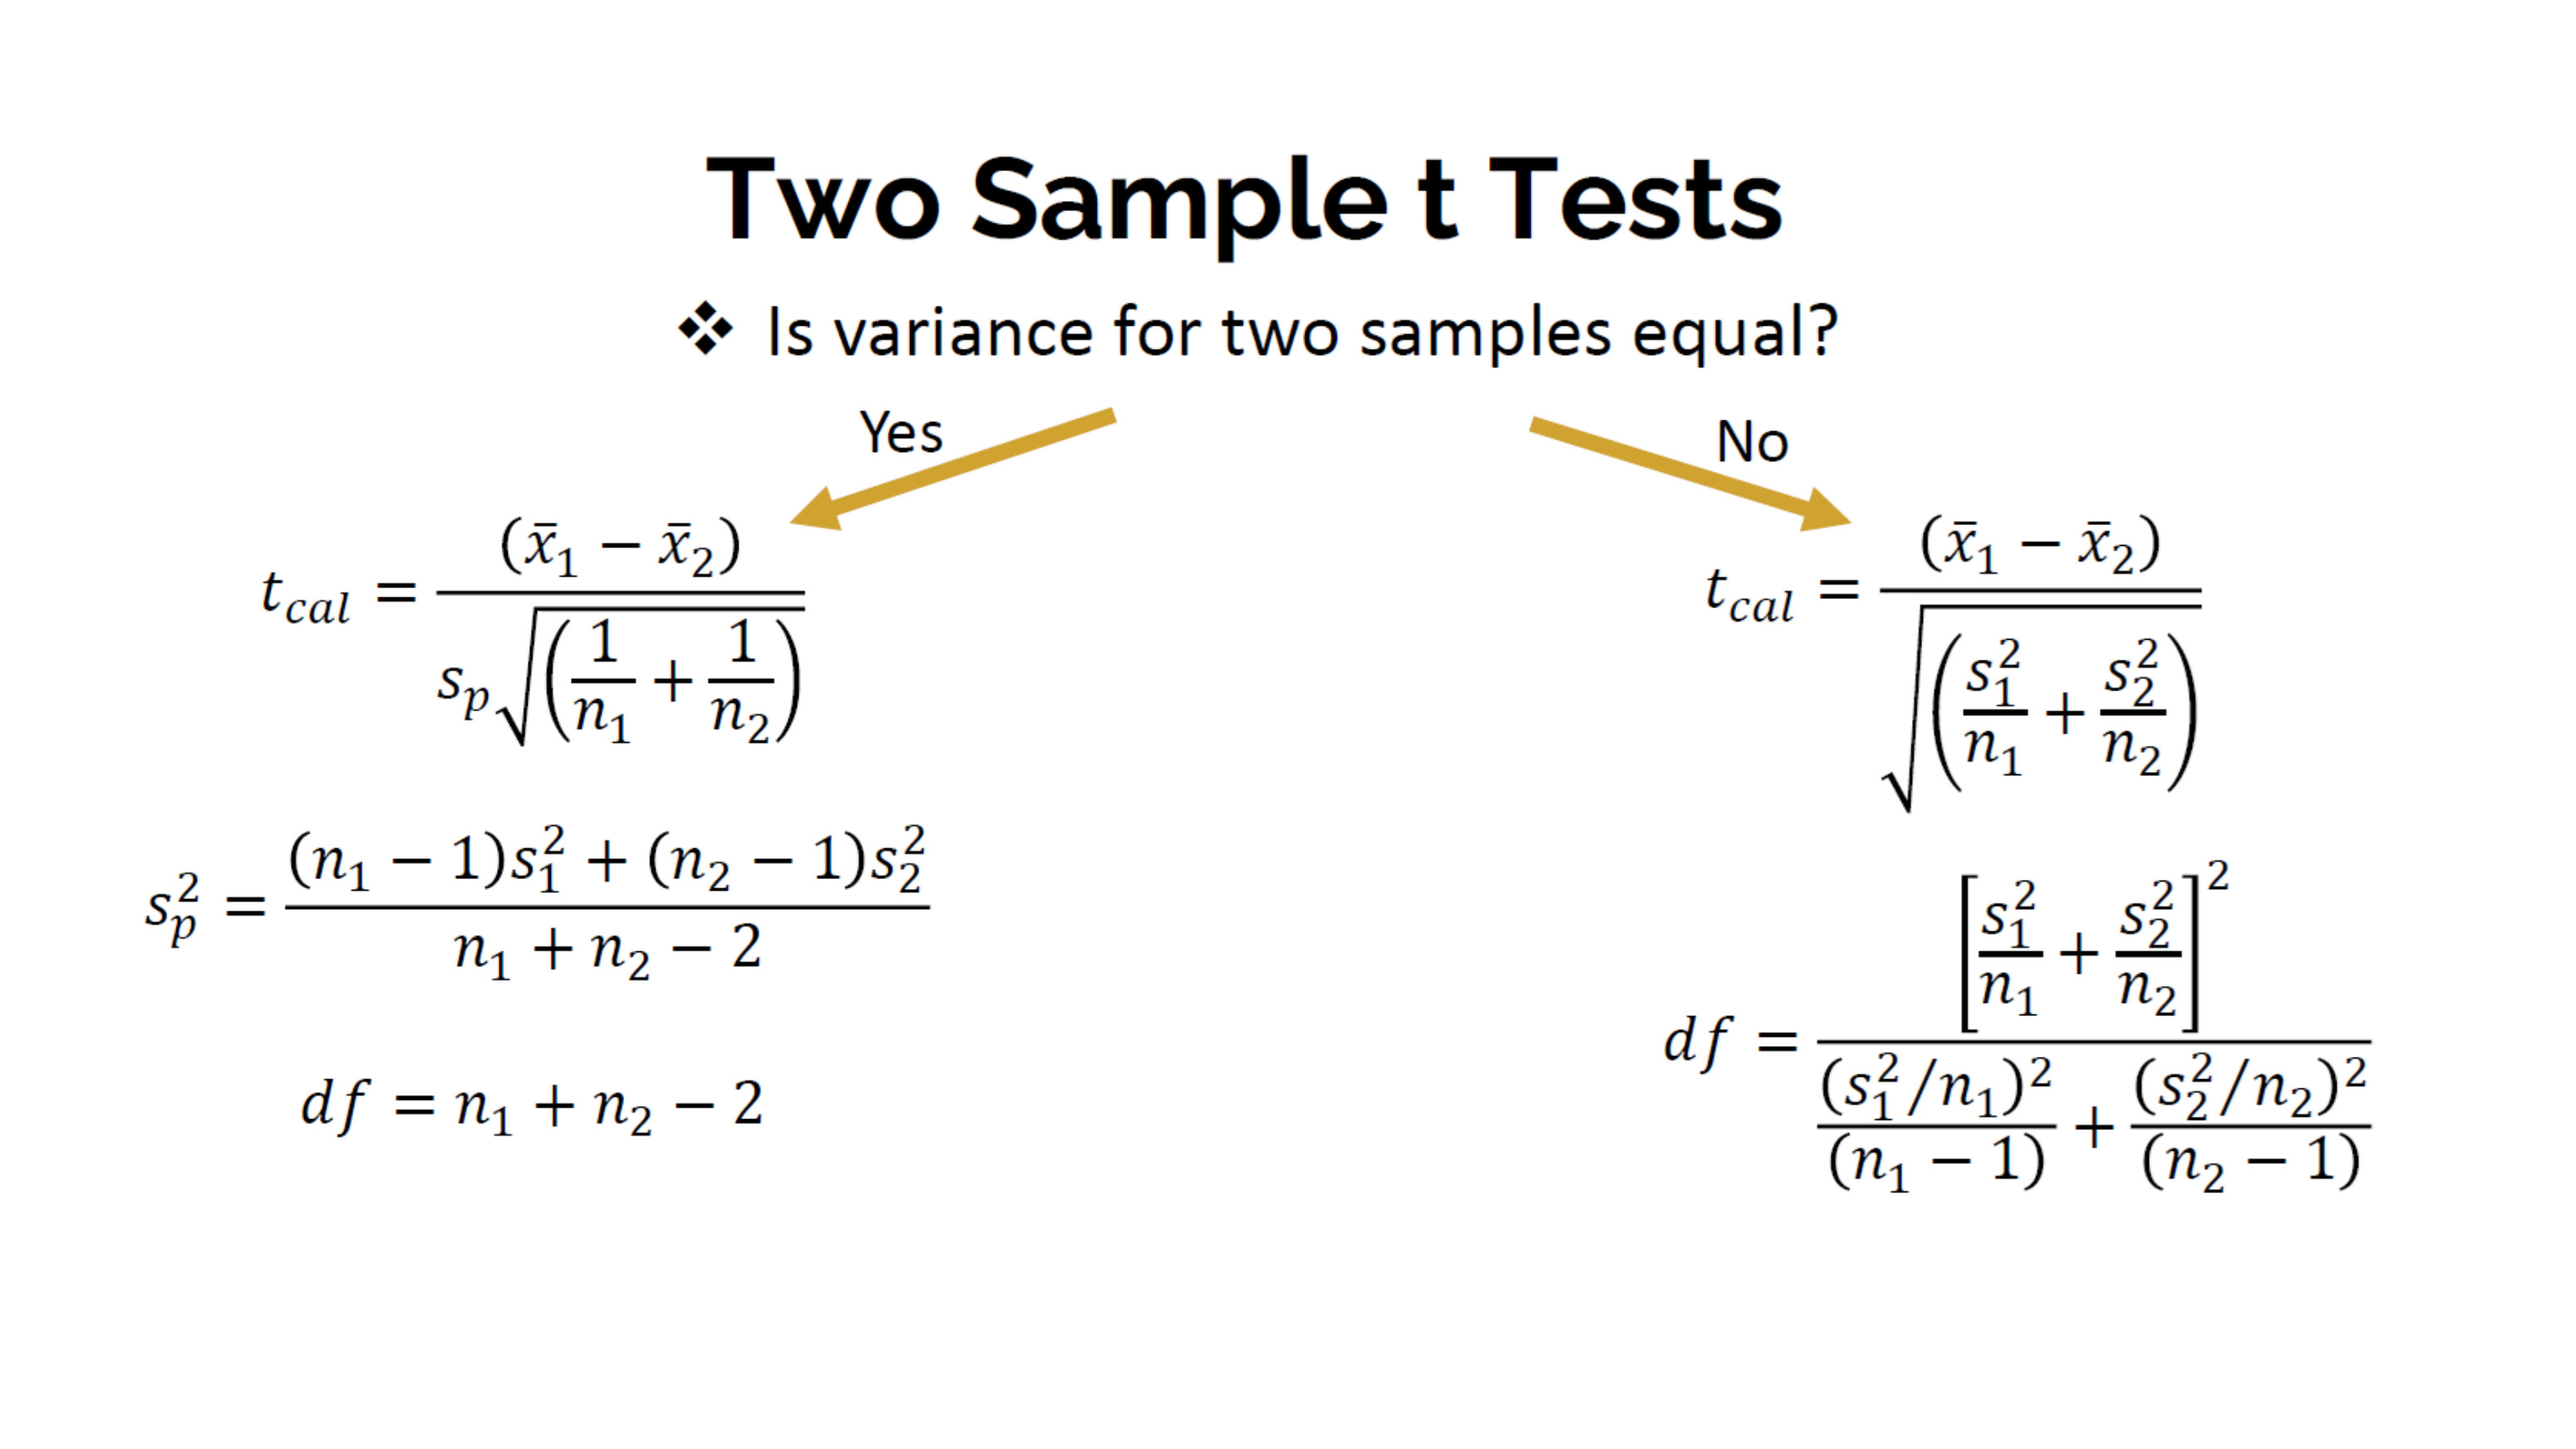 Two Sample t Tests
❖ Is variance for two samples equal?
Yes
No
t_cal = (x̄₁ − x̄₂) / (s_p √(1/n₁ + 1/n₂))
s_p² = ((n₁ − 1)s₁² + (n₂ − 1)s₂²) / (n₁ + n₂ − 2)
df = n₁ + n₂ − 2
t_cal = (x̄₁ − x̄₂) / √(s₁²/n₁ + s₂²/n₂)
df = [s₁²/n₁ + s₂²/n₂]² / ((s₁²/n₁)²/(n₁ − 1) + (s₂²/n₂)²/(n₂ − 1))